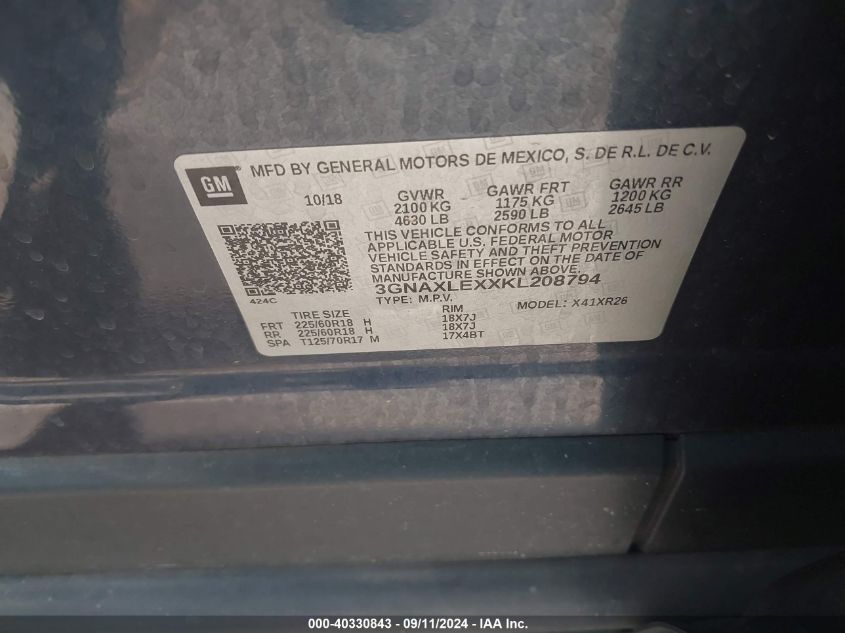 GM
MFD BY GENERAL MOTORS DE MEXICO, S. DE R.L. DE C.V.
10/18 GVWR GAWR FRT GAWR RR
2100 KG 1175 KG 1200 KG
4630 LB 2590 LB 2645 LB
THIS VEHICLE CONFORMS TO ALL
APPLICABLE U.S. FEDERAL MOTOR
VEHICLE SAFETY AND THEFT PREVENTION
STANDARDS IN EFFECT ON THE DATE OF
MANUFACTURE SHOWN ABOVE.
424C
3GNAXLEXXKL208794
TYPE: M.P.V. MODEL: X41XR26
TIRE SIZE RIM
FRT 225/60R18 H 18X7J
RR 225/60R18 H 18X7J
SPA T125/70R17 M 17X4BT
000-40330843 - 09/11/2024 - IAA Inc.